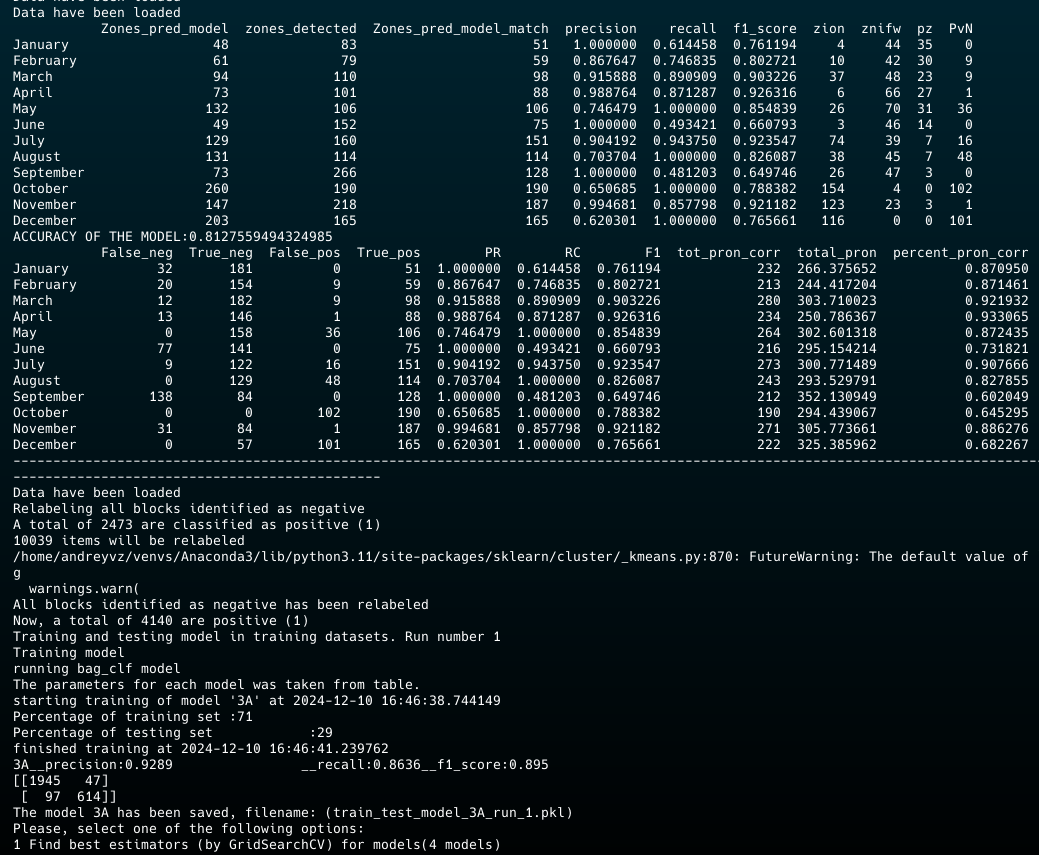 Data have been loaded
Zones_pred_model zones_detected Zones_pred_model_match precision recall f1_score zion znifw pz PvN
January 48 83 51 1.000000 0.614458 0.761194 4 44 35 0
February 61 79 59 0.867647 0.746835 0.802721 10 42 30 9
March 94 110 98 0.915888 0.890909 0.903226 37 48 23 9
April 73 101 88 0.988764 0.871287 0.926316 6 66 27 1
May 132 106 106 0.746479 1.000000 0.854839 26 70 31 36
June 49 152 75 1.000000 0.493421 0.660793 3 46 14 0
July 129 160 151 0.904192 0.943750 0.923547 74 39 7 16
August 131 114 114 0.703704 1.000000 0.826087 38 45 7 48
September 73 266 128 1.000000 0.481203 0.649746 26 47 3 0
October 260 190 190 0.650685 1.000000 0.788382 154 4 0 102
November 147 218 187 0.994681 0.857798 0.921182 123 23 3 1
December 203 165 165 0.620301 1.000000 0.765661 116 0 0 101
ACCURACY OF THE MODEL:0.8127559494324985
False_neg True_neg False_pos True_pos PR RC F1 tot_pron_corr total_pron percent_pron_corr
January 32 181 0 51 1.000000 0.614458 0.761194 232 266.375652 0.870950
February 20 154 9 59 0.867647 0.746835 0.802721 213 244.417204 0.871461
March 12 182 9 98 0.915888 0.890909 0.903226 280 303.710023 0.921932
April 13 146 1 88 0.988764 0.871287 0.926316 234 250.786367 0.933065
May 0 158 36 106 0.746479 1.000000 0.854839 264 302.601318 0.872435
June 77 141 0 75 1.000000 0.493421 0.660793 216 295.154214 0.731821
July 9 122 16 151 0.904192 0.943750 0.923547 273 300.771489 0.907666
August 0 129 48 114 0.703704 1.000000 0.826087 243 293.529791 0.827855
September 138 84 0 128 1.000000 0.481203 0.649746 212 352.130949 0.602049
October 0 0 102 190 0.650685 1.000000 0.788382 190 294.439067 0.645295
November 31 84 1 187 0.994681 0.857798 0.921182 271 305.773661 0.886276
December 0 57 101 165 0.620301 1.000000 0.765661 222 325.385962 0.682267
--------------------------------------------------------------------------------------------------------------------------------
----------------------------------------------
Data have been loaded
Relabeling all blocks identified as negative
A total of 2473 are classified as positive (1)
10039 items will be relabeled
/home/andreyvz/venvs/Anaconda3/lib/python3.11/site-packages/sklearn/cluster/_kmeans.py:870: FutureWarning: The default value of
g
warnings.warn(
All blocks identified as negative has been relabeled
Now, a total of 4140 are positive (1)
Training and testing model in training datasets. Run number 1
Training model
running bag_clf model
The parameters for each model was taken from table.
starting training of model '3A' at 2024-12-10 16:46:38.744149
Percentage of training set :71
Percentage of testing set :29
finished training at 2024-12-10 16:46:41.239762
3A__precision:0.9289 __recall:0.8636__f1_score:0.895
[[1945 47]
[ 97 614]]
The model 3A has been saved, filename: (train_test_model_3A_run_1.pkl)
Please, select one of the following options:
1 Find best estimators (by GridSearchCV) for models(4 models)